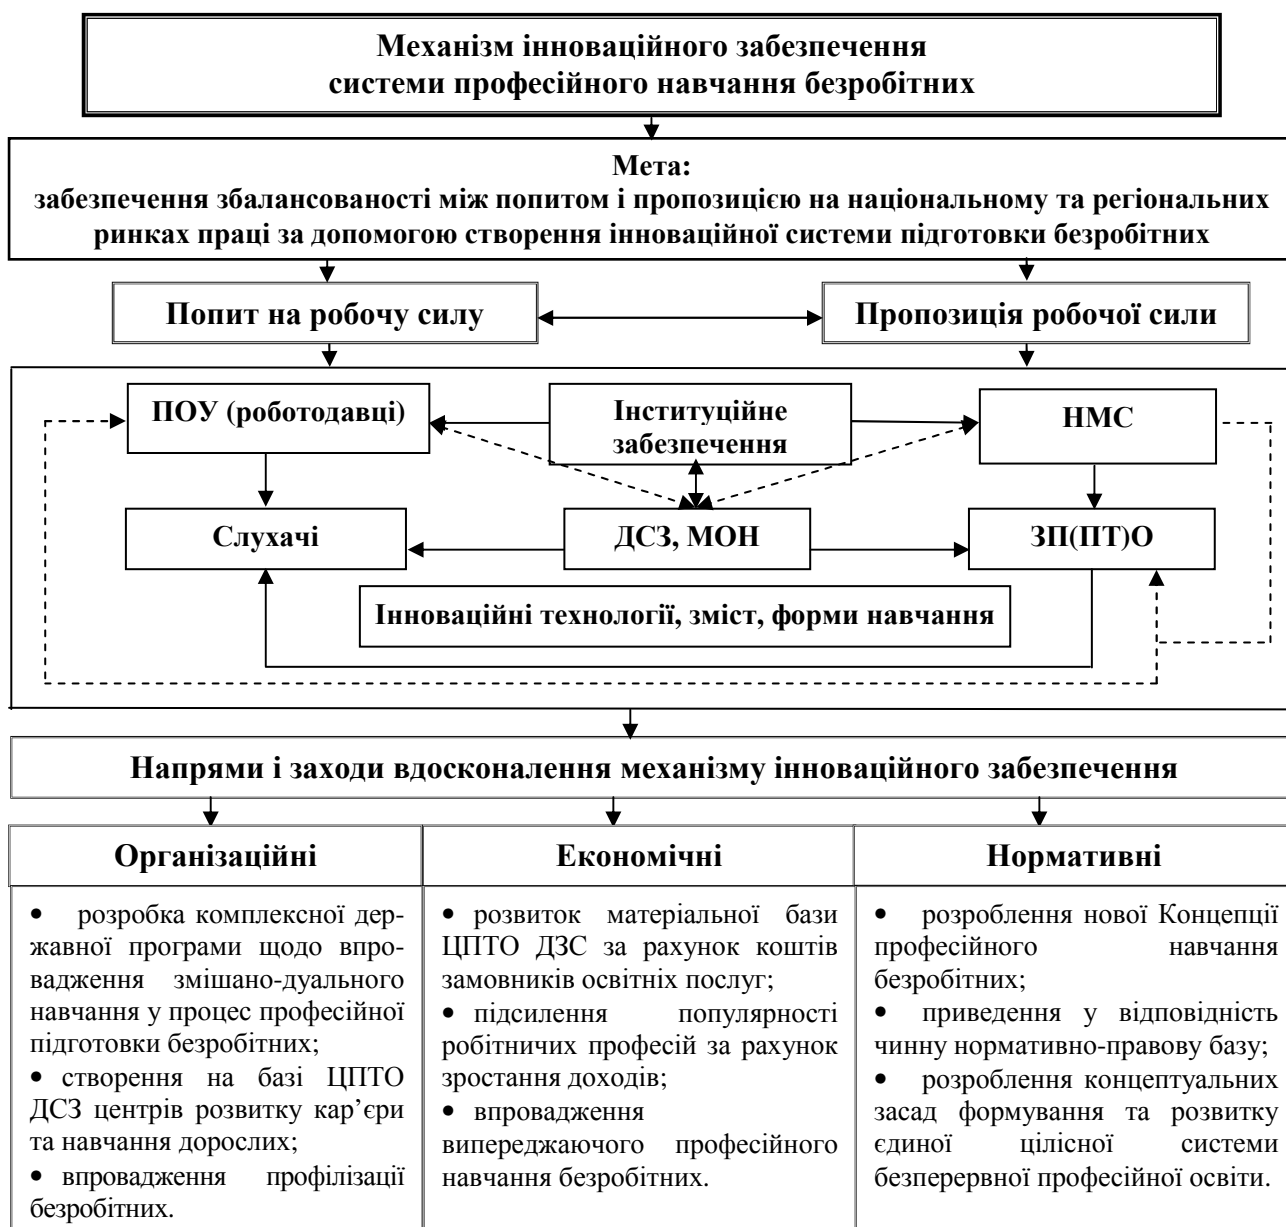 Механізм інноваційного забезпечення
системи професійного навчання безробітних
Мета:
забезпечення збалансованості між попитом і пропозицією на національному та регіональних
ринках праці за допомогою створення інноваційної системи підготовки безробітних
Попит на робочу силу
Пропозиція робочої сили
ПОУ (роботодавці)
Інституційне
забезпечення
НМС
Слухачі
ДСЗ, МОН
ЗП(ПТ)О
Інноваційні технології, зміст, форми навчання
Напрями і заходи вдосконалення механізму інноваційного забезпечення
Організаційні
• розробка комплексної дер-
жавної програми щодо впро-
вадження змішано-дуального
навчання у процес професійної
підготовки безробітних;
• створення на базі ЦПТО
ДСЗ центрів розвитку кар’єри
та навчання дорослих;
• впровадження профілізації
безробітних.
Економічні
• розвиток матеріальної бази
ЦПТО ДЗС за рахунок коштів
замовників освітніх послуг;
• підсилення популярності
робітничих професій за рахунок
зростання доходів;
• впровадження
випереджаючого професійного
навчання безробітних.
Нормативні
• розроблення нової Концепції
професійного навчання
безробітних;
• приведення у відповідність
чинну нормативно-правову базу;
• розроблення концептуальних
засад формування та розвитку
єдиної цілісної системи
безперервної професійної освіти.